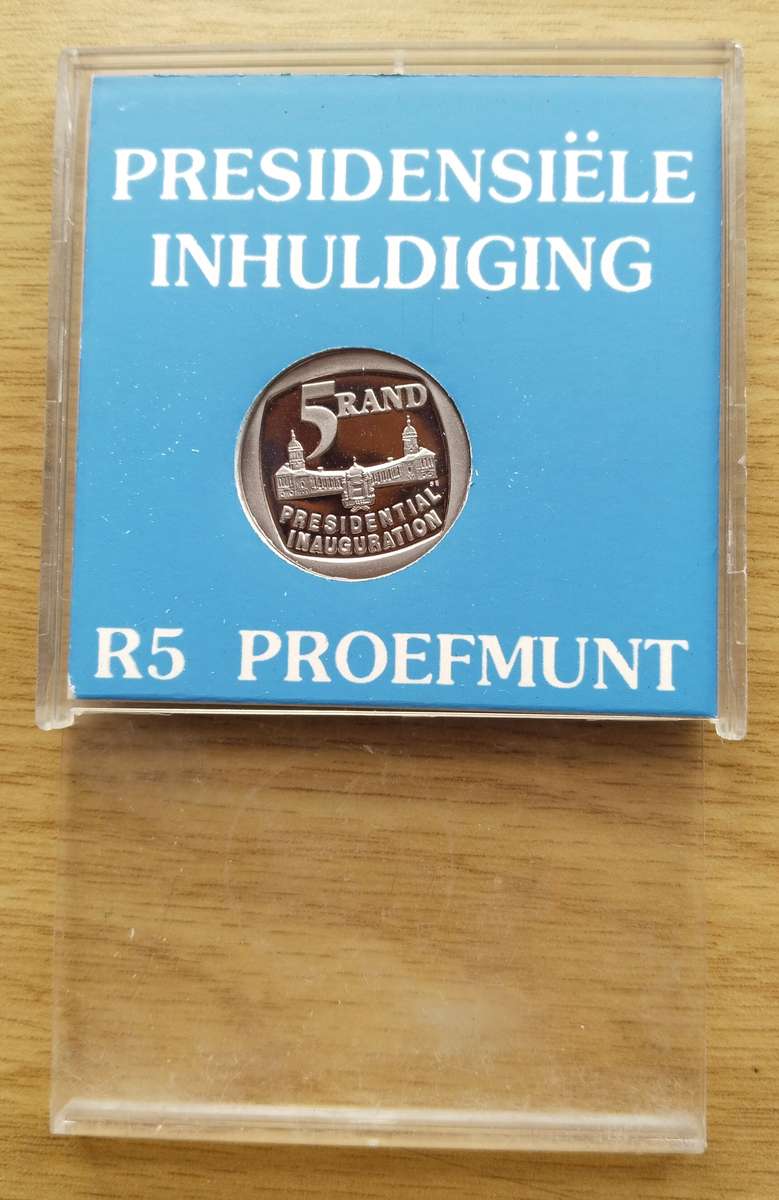 PRESIDENSIËLE
INHULDIGING
5 RAND
PRESIDENTIAL
INAUGURATION
R5 PROEFMUNT